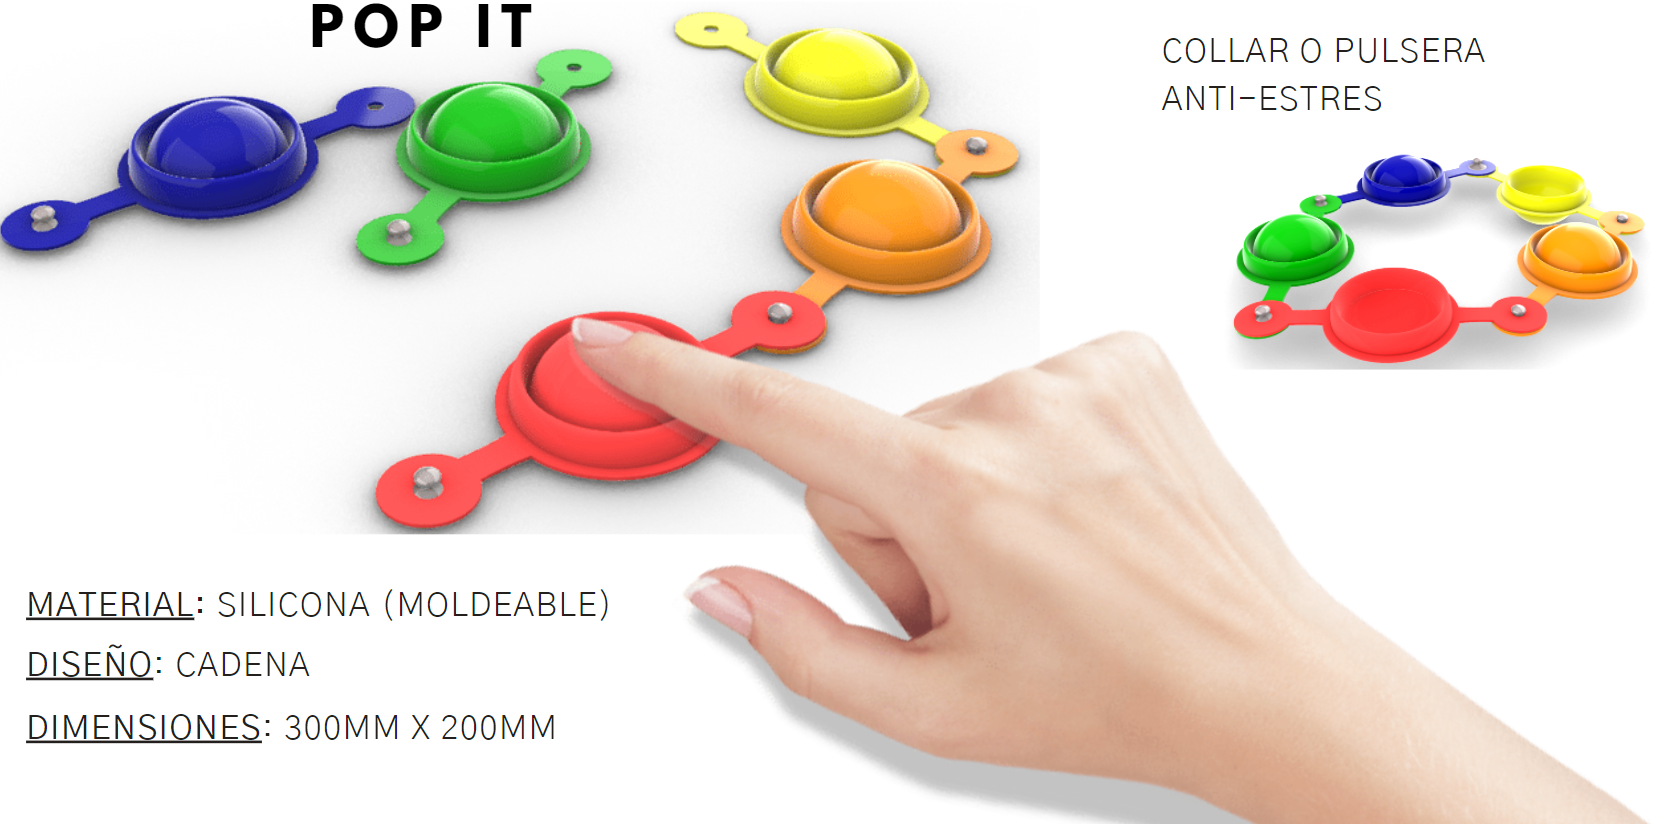 POP IT
COLLAR O PULSERA
ANTI-ESTRES
MATERIAL: SILICONA (MOLDEABLE)
DISEÑO: CADENA
DIMENSIONES: 300MM X 200MM